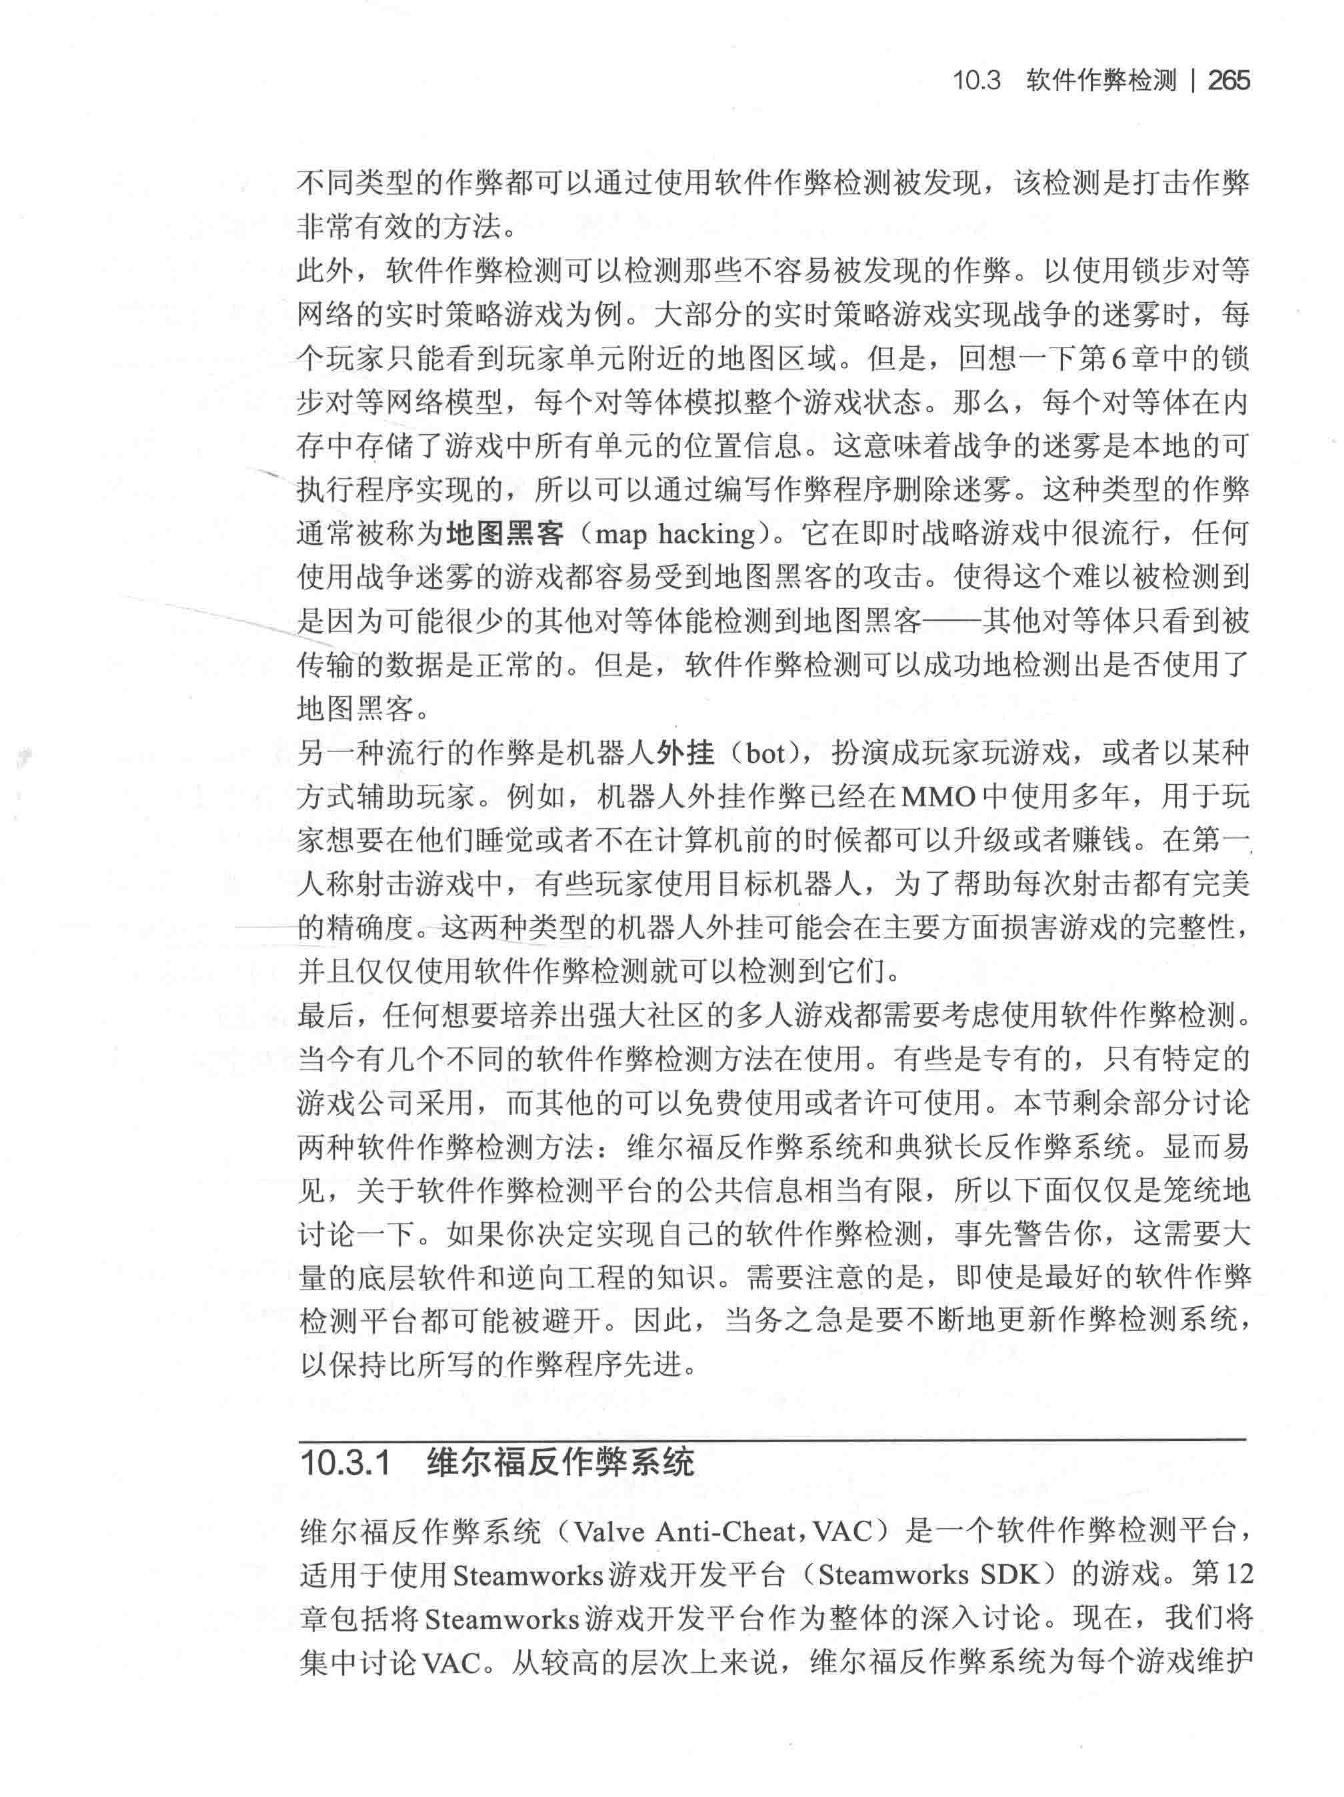 10.3 软件作弊检测 | 265
不同类型的作弊都可以通过使用软件作弊检测被发现，该检测是打击作弊
非常有效的方法。
此外，软件作弊检测可以检测那些不容易被发现的作弊。以使用锁步对等
网络的实时策略游戏为例。大部分的实时策略游戏实现战争的迷雾时，每
个玩家只能看到玩家单元附近的地图区域。但是，回想一下第6章中的锁
步对等网络模型，每个对等体模拟整个游戏状态。那么，每个对等体在内
存中存储了游戏中所有单元的位置信息。这意味着战争的迷雾是本地的可
执行程序实现的，所以可以通过编写作弊程序删除迷雾。这种类型的作弊
通常被称为地图黑客（map hacking）。它在即时战略游戏中很流行，任何
使用战争迷雾的游戏都容易受到地图黑客的攻击。使得这个难以被检测到
是因为可能很少的其他对等体能检测到地图黑客——其他对等体只看到被
传输的数据是正常的。但是，软件作弊检测可以成功地检测出是否使用了
地图黑客。
另一种流行的作弊是机器人外挂（bot），扮演成玩家玩游戏，或者以某种
方式辅助玩家。例如，机器人外挂作弊已经在MMO中使用多年，用于玩
家想要在他们睡觉或者不在计算机前的时候都可以升级或者赚钱。在第一
人称射击游戏中，有些玩家使用目标机器人，为了帮助每次射击都有完美
的精确度。这两种类型的机器人外挂可能会在主要方面损害游戏的完整性，
并且仅仅使用软件作弊检测就可以检测到它们。
最后，任何想要培养出强大社区的多人游戏都需要考虑使用软件作弊检测。
当今有几个不同的软件作弊检测方法在使用。有些是专有的，只有特定的
游戏公司采用，而其他的可以免费使用或者许可使用。本节剩余部分讨论
两种软件作弊检测方法：维尔福反作弊系统和典狱长反作弊系统。显而易
见，关于软件作弊检测平台的公共信息相当有限，所以下面仅仅是笼统地
讨论一下。如果你决定实现自己的软件作弊检测，事先警告你，这需要大
量的底层软件和逆向工程的知识。需要注意的是，即使是最好的软件作弊
检测平台都可能被避开。因此，当务之急是要不断地更新作弊检测系统，
以保持比所写的作弊程序先进。
10.3.1 维尔福反作弊系统
维尔福反作弊系统（Valve Anti-Cheat, VAC）是一个软件作弊检测平台，
适用于使用Steamworks游戏开发平台（Steamworks SDK）的游戏。第12
章包括将Steamworks游戏开发平台作为整体的深入讨论。现在，我们将
集中讨论VAC。从较高的层次上来说，维尔福反作弊系统为每个游戏维护